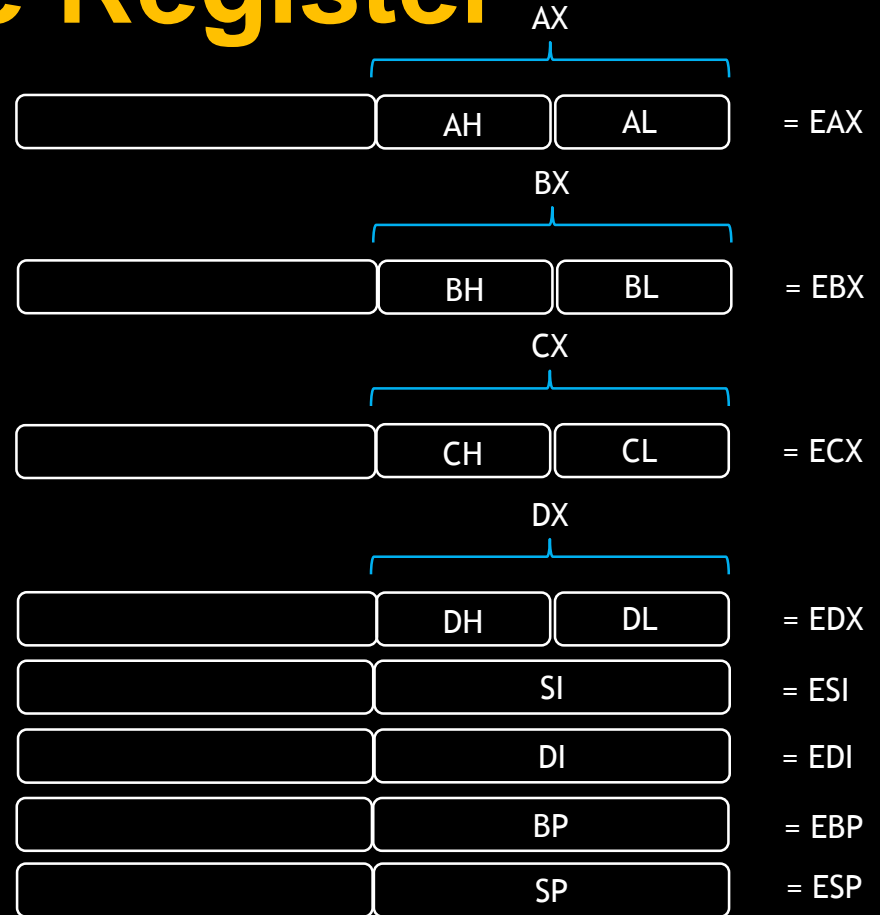 Register
AX
AH AL = EAX
BX
BH BL = EBX
CX
CH CL = ECX
DX
DH DL = EDX
SI = ESI
DI = EDI
BP = EBP
SP = ESP